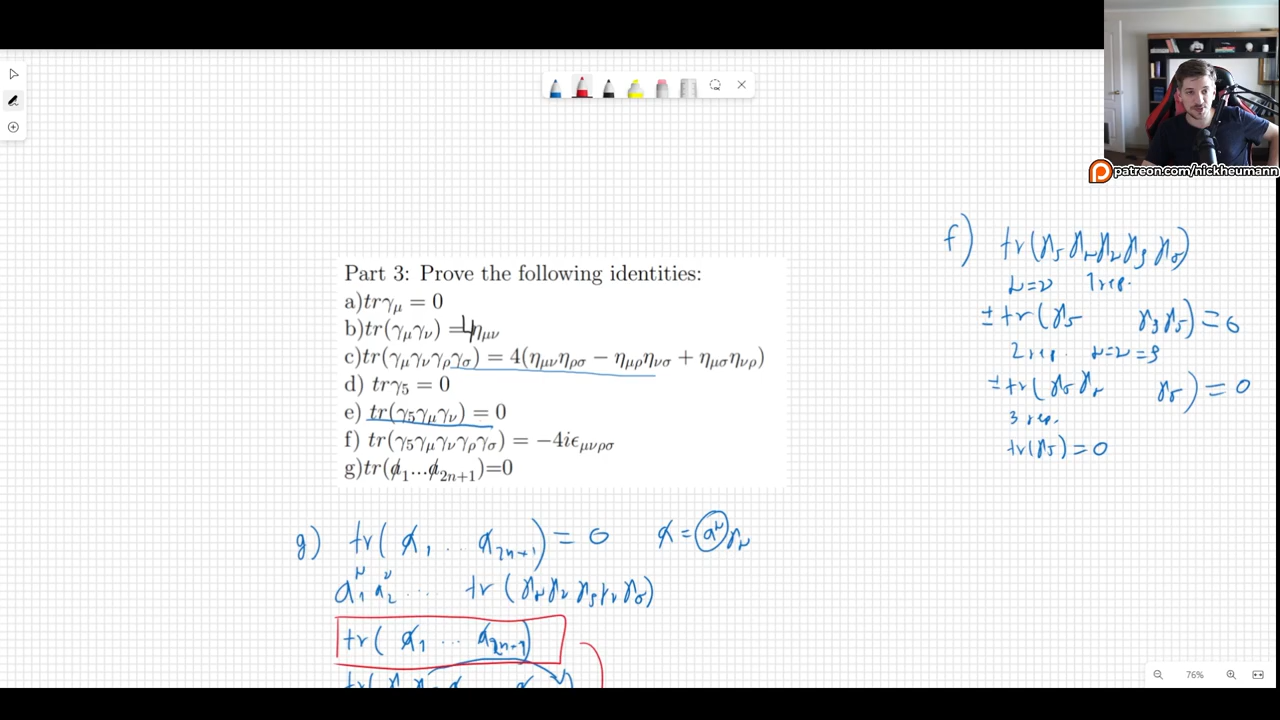 patreon.com/nickheumann
Part 3: Prove the following identities:
a)trγ_μ = 0
b)tr(γ_μγ_ν) = 4η_μν
c)tr(γ_μγ_νγ_ργ_σ) = 4(η_μνη_ρσ − η_μρη_νσ + η_μση_νρ)
d) trγ_5 = 0
e) tr(γ_5γ_μγ_ν) = 0
f) tr(γ_5γ_μγ_νγ_ργ_σ) = −4iϵ_μνρσ
g)tr(a̸_1...a̸_2n+1)=0
g) tr(a̸_1 ... a̸_2n+1) = 0 a̸ = a^μ γ_μ
a_1^μ a_2^ν .... tr(γ_μ γ_ν γ_ρ γ_ν γ_σ)
tr( a̸_1 ... a̸_2n+1)
f) tr(γ_5 γ_μ γ_ν γ_ρ γ_σ)
μ=ν 1 rep.
± tr(γ_5 γ_ρ γ_σ) = 0
2 rep. μ=ν=ρ
± tr(γ_5 γ_μ γ_σ) = 0
3 rep.
tr(γ_5) = 0
76%